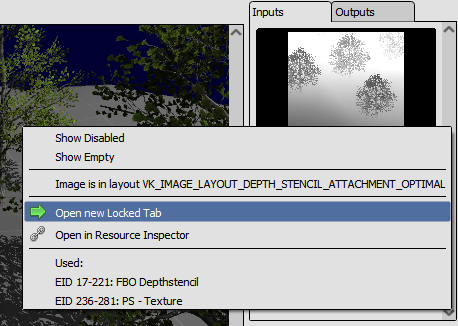 Inputs
Outputs
Show Disabled
Show Empty
Image is in layout VK_IMAGE_LAYOUT_DEPTH_STENCIL_ATTACHMENT_OPTIMAL
Open new Locked Tab
Open in Resource Inspector
Used:
EID 17-221: FBO Depthstencil
EID 236-281: PS - Texture